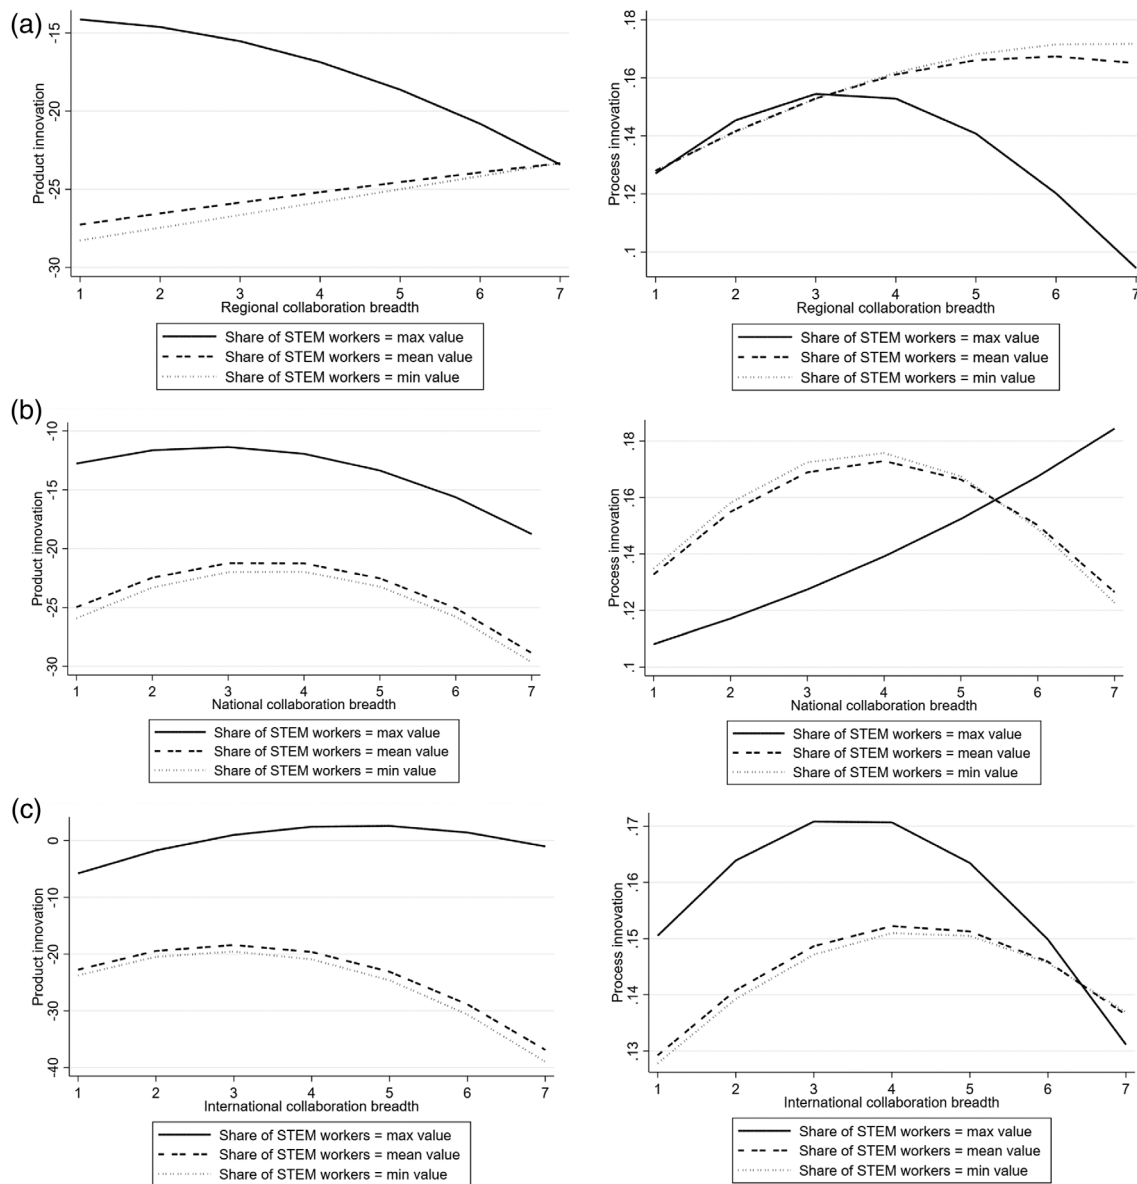 (a)
Product innovation
-15
-20
-25
-30
1 2 3 4 5 6 7
Regional collaboration breadth
Share of STEM workers = max value
Share of STEM workers = mean value
Share of STEM workers = min value
Process innovation
.18
.16
.14
.12
.1
1 2 3 4 5 6 7
Regional collaboration breadth
Share of STEM workers = max value
Share of STEM workers = mean value
Share of STEM workers = min value
(b)
Product innovation
-10
-15
-20
-25
-30
1 2 3 4 5 6 7
National collaboration breadth
Share of STEM workers = max value
Share of STEM workers = mean value
Share of STEM workers = min value
Process innovation
.18
.16
.14
.12
.1
1 2 3 4 5 6 7
National collaboration breadth
Share of STEM workers = max value
Share of STEM workers = mean value
Share of STEM workers = min value
(c)
Product innovation
0
-10
-20
-30
-40
1 2 3 4 5 6 7
International collaboration breadth
Share of STEM workers = max value
Share of STEM workers = mean value
Share of STEM workers = min value
Process innovation
.17
.16
.15
.14
.13
1 2 3 4 5 6 7
International collaboration breadth
Share of STEM workers = max value
Share of STEM workers = mean value
Share of STEM workers = min value